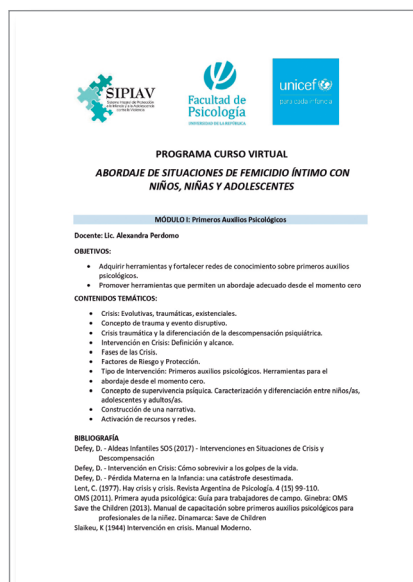 SIPIAV
Sistema Integral de Protección
a la Infancia y a la Adolescencia
contra la Violencia
Facultad de
Psicología
UNIVERSIDAD DE LA REPÚBLICA
unicef
para cada infancia
PROGRAMA CURSO VIRTUAL
ABORDAJE DE SITUACIONES DE FEMICIDIO ÍNTIMO CON
NIÑOS, NIÑAS Y ADOLESCENTES
MÓDULO I: Primeros Auxilios Psicológicos
Docente: Lic. Alexandra Perdomo
OBJETIVOS:
• Adquirir herramientas y fortalecer redes de conocimiento sobre primeros auxilios
psicológicos.
• Promover herramientas que permiten un abordaje adecuado desde el momento cero
CONTENIDOS TEMÁTICOS:
• Crisis: Evolutivas, traumáticas, existenciales.
• Concepto de trauma y evento disruptivo.
• Crisis traumática y la diferenciación de la descompensación psiquiátrica.
• Intervención en Crisis: Definición y alcance.
• Fases de las Crisis.
• Factores de Riesgo y Protección.
• Tipo de Intervención: Primeros auxilios psicológicos. Herramientas para el
• abordaje desde el momento cero.
• Concepto de supervivencia psíquica. Caracterización y diferenciación entre niños/as,
adolescentes y adultos/as.
• Construcción de una narrativa.
• Activación de recursos y redes.
BIBLIOGRAFÍA
Defey, D. - Aldeas Infantiles SOS (2017) - Intervenciones en Situaciones de Crisis y
Descompensación
Defey, D. - Intervención en Crisis: Cómo sobrevivir a los golpes de la vida.
Defey, D. - Pérdida Materna en la Infancia: una catástrofe desestimada.
Lent, C. (1977). Hay crisis y crisis. Revista Argentina de Psicología. 4 (15) 99-110.
OMS (2011). Primera ayuda psicológica: Guía para trabajadores de campo. Ginebra: OMS
Save the Children (2013). Manual de capacitación sobre primeros auxilios psicológicos para
profesionales de la niñez. Dinamarca: Save de Children
Slaikeu, K (1944) Intervención en crisis. Manual Moderno.